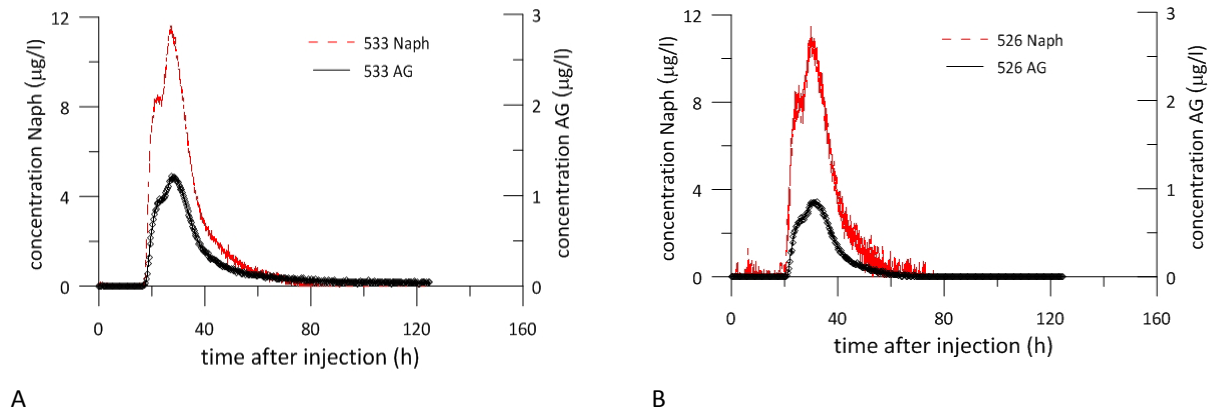 12
8
4
0
concentration Naph (µg/l)
533 Naph
533 AG
3
2
1
0
concentration AG (µg/l)
0 40 80 120 160
time after injection (h)
A
12
8
4
0
concentration Naph (µg/l)
526 Naph
526 AG
3
2
1
0
concentration AG (µg/l)
0 40 80 120 160
time after injection (h)
B